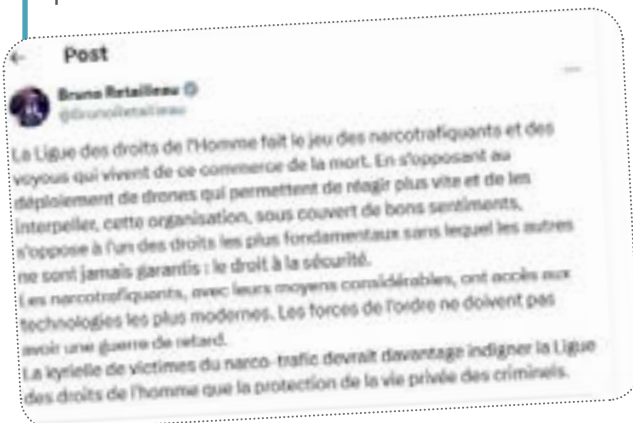 Post
Bruno Retailleau
@BrunoRetailleau
La Ligue des droits de l'Homme fait le jeu des narcotrafiquants et des
voyous qui vivent de ce commerce de la mort. En s'opposant au
déploiement de drones qui permettent de réagir plus vite et de les
interpeller, cette organisation, sous couvert de bons sentiments,
s'oppose à l'un des droits les plus fondamentaux sans lequel les autres
ne sont jamais garantis : le droit à la sécurité.
Les narcotrafiquants, avec leurs moyens considérables, ont accès aux
technologies les plus modernes. Les forces de l'ordre ne doivent pas
avoir une guerre de retard.
La kyrielle de victimes du narco-trafic devrait davantage indigner la Ligue
des droits de l'homme que la protection de la vie privée des criminels.